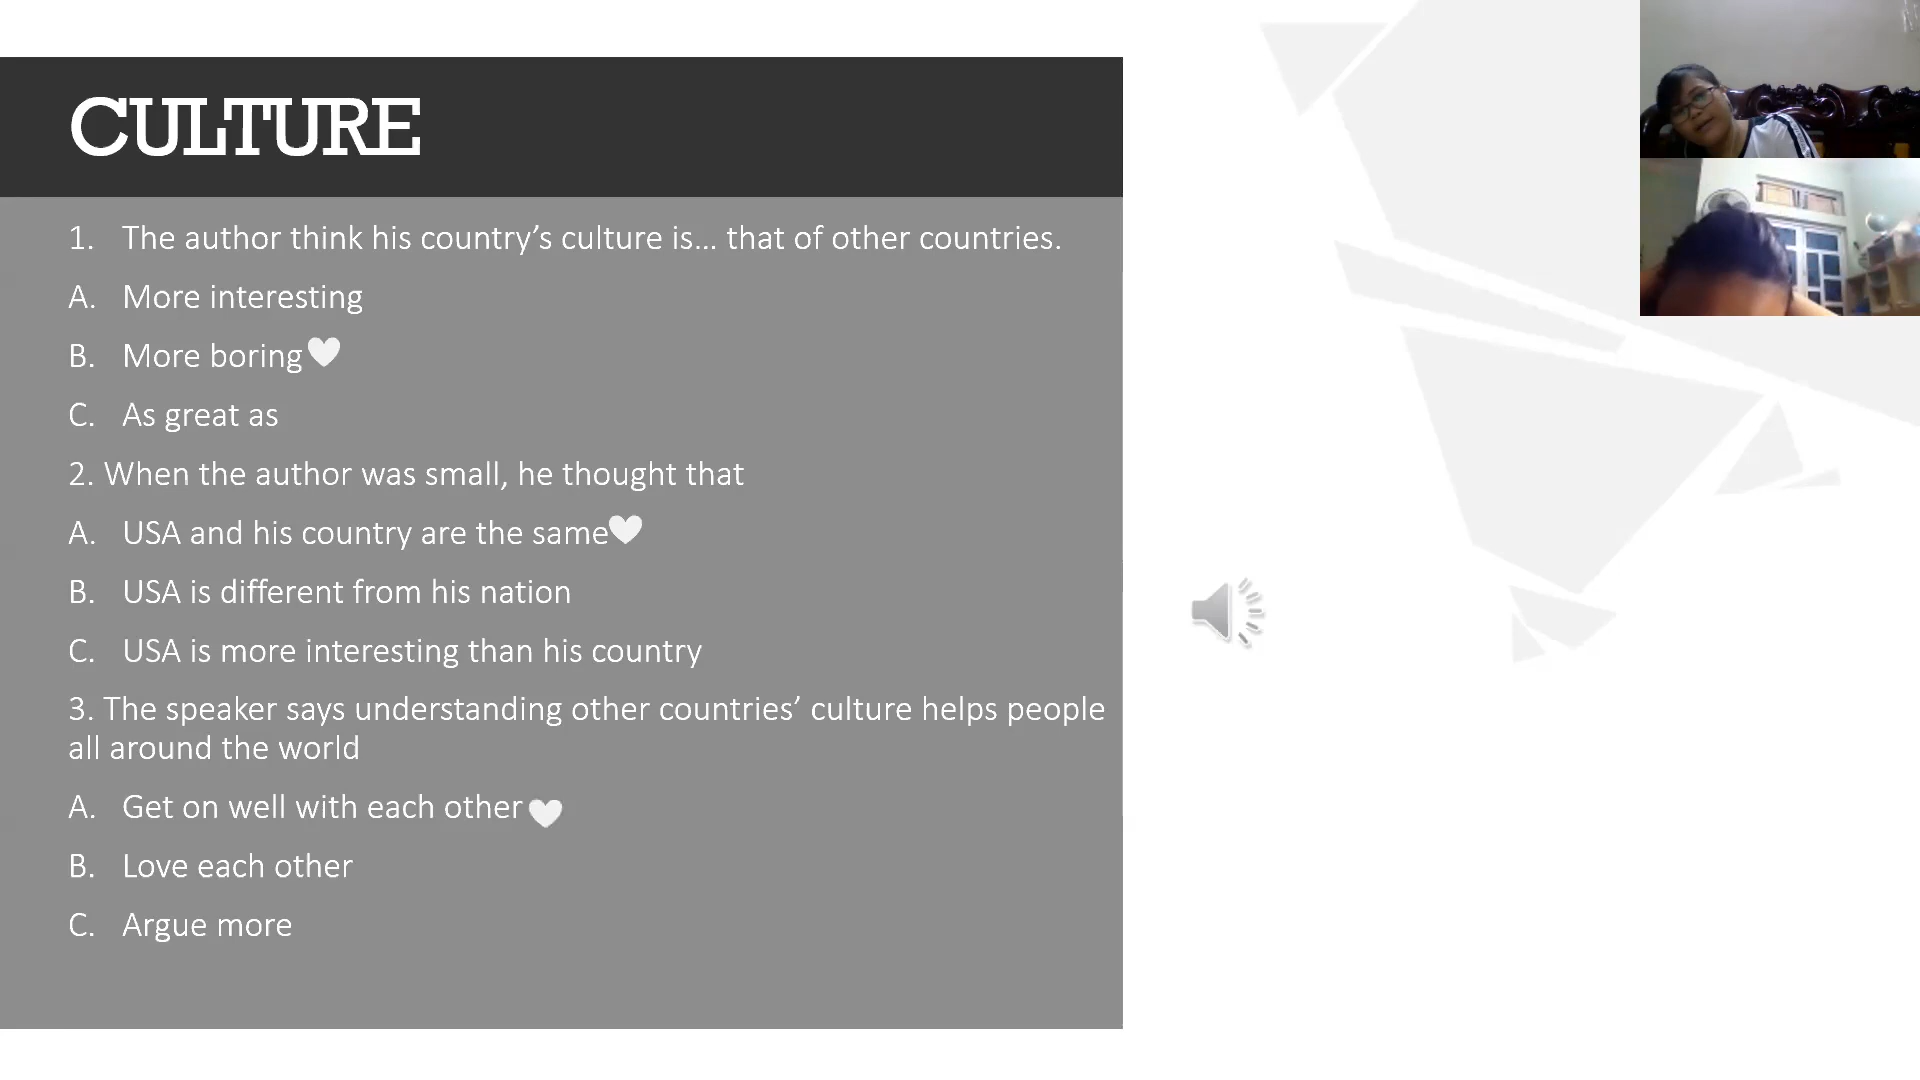 CULTURE
1. The author think his country’s culture is... that of other countries.
A. More interesting
B. More boring
C. As great as
2. When the author was small, he thought that
A. USA and his country are the same
B. USA is different from his nation
C. USA is more interesting than his country
3. The speaker says understanding other countries’ culture helps people
all around the world
A. Get on well with each other
B. Love each other
C. Argue more